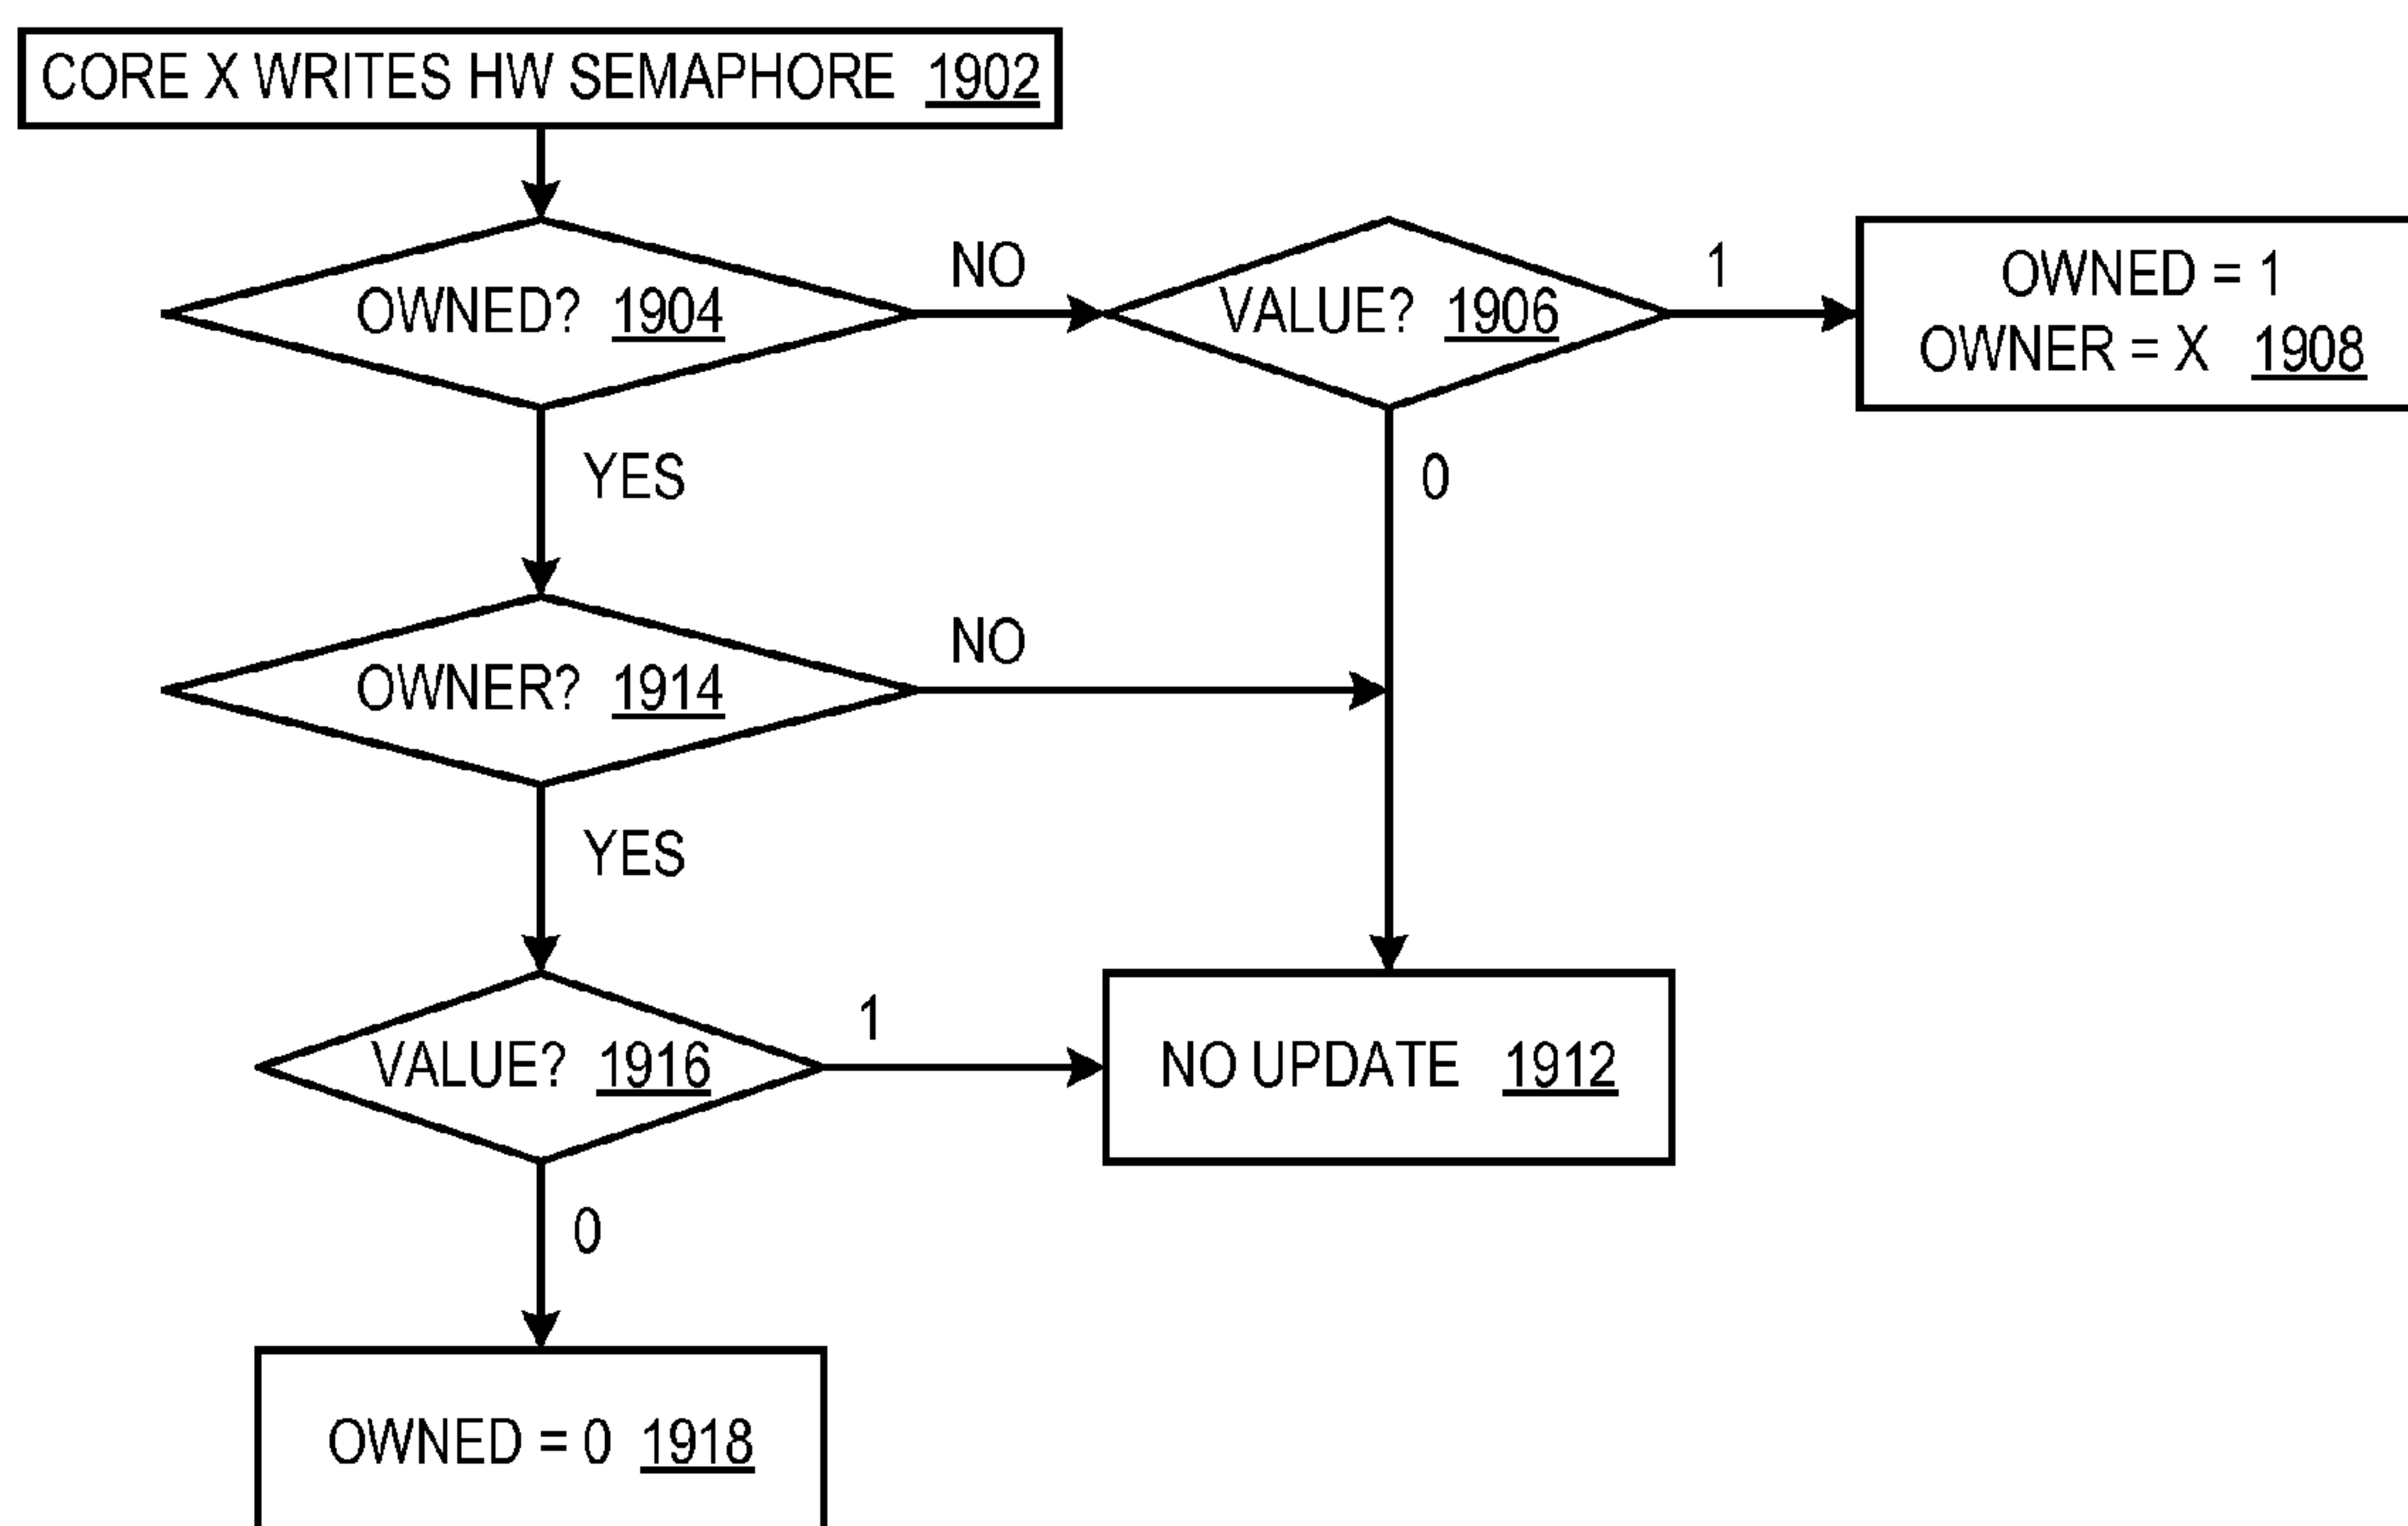 CORE X WRITES HW SEMAPHORE 1902
OWNED? 1904
NO
VALUE? 1906
1
OWNED = 1
OWNER = X 1908
YES
0
OWNER? 1914
NO
YES
VALUE? 1916
1
NO UPDATE 1912
0
OWNED = 0 1918